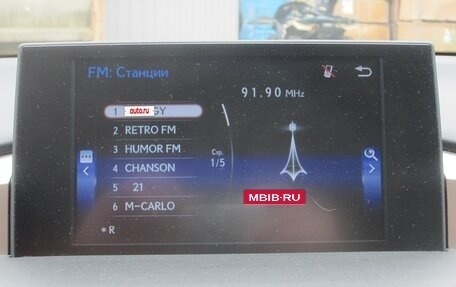 FM: Станции
91.90 MHz
1 auto.ru GY
2 RETRO FM
3 HUMOR FM
Стр.
1/5
4 CHANSON
5 21
6 M-CARLO
MBIB-RU
*R